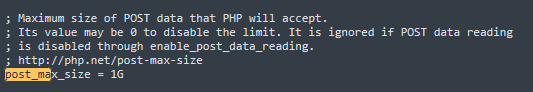 ; Maximum size of POST data that PHP will accept.
; Its value may be 0 to disable the limit. It is ignored if POST data reading
; is disabled through enable_post_data_reading.
; http://php.net/post-max-size
post_max_size = 1G